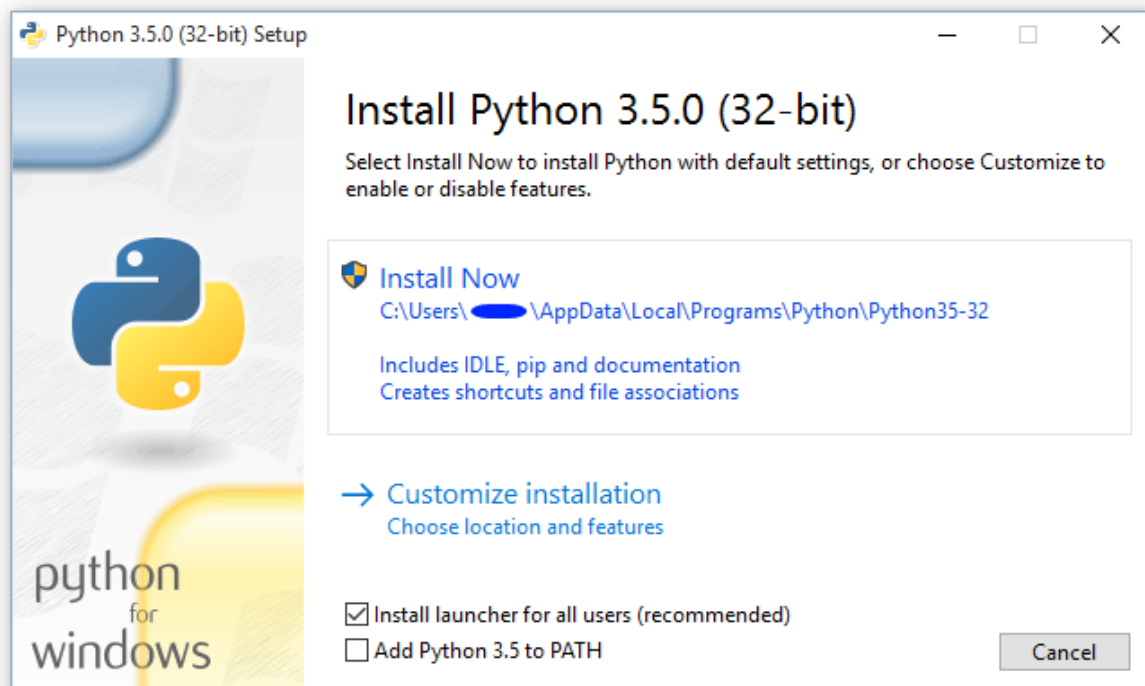 Python 3.5.0 (32-bit) Setup
Install Python 3.5.0 (32-bit)
Select Install Now to install Python with default settings, or choose Customize to
enable or disable features.
Install Now
C:\Users\ \AppData\Local\Programs\Python\Python35-32
Includes IDLE, pip and documentation
Creates shortcuts and file associations
Customize installation
Choose location and features
python
for
windows
Install launcher for all users (recommended)
Add Python 3.5 to PATH
Cancel